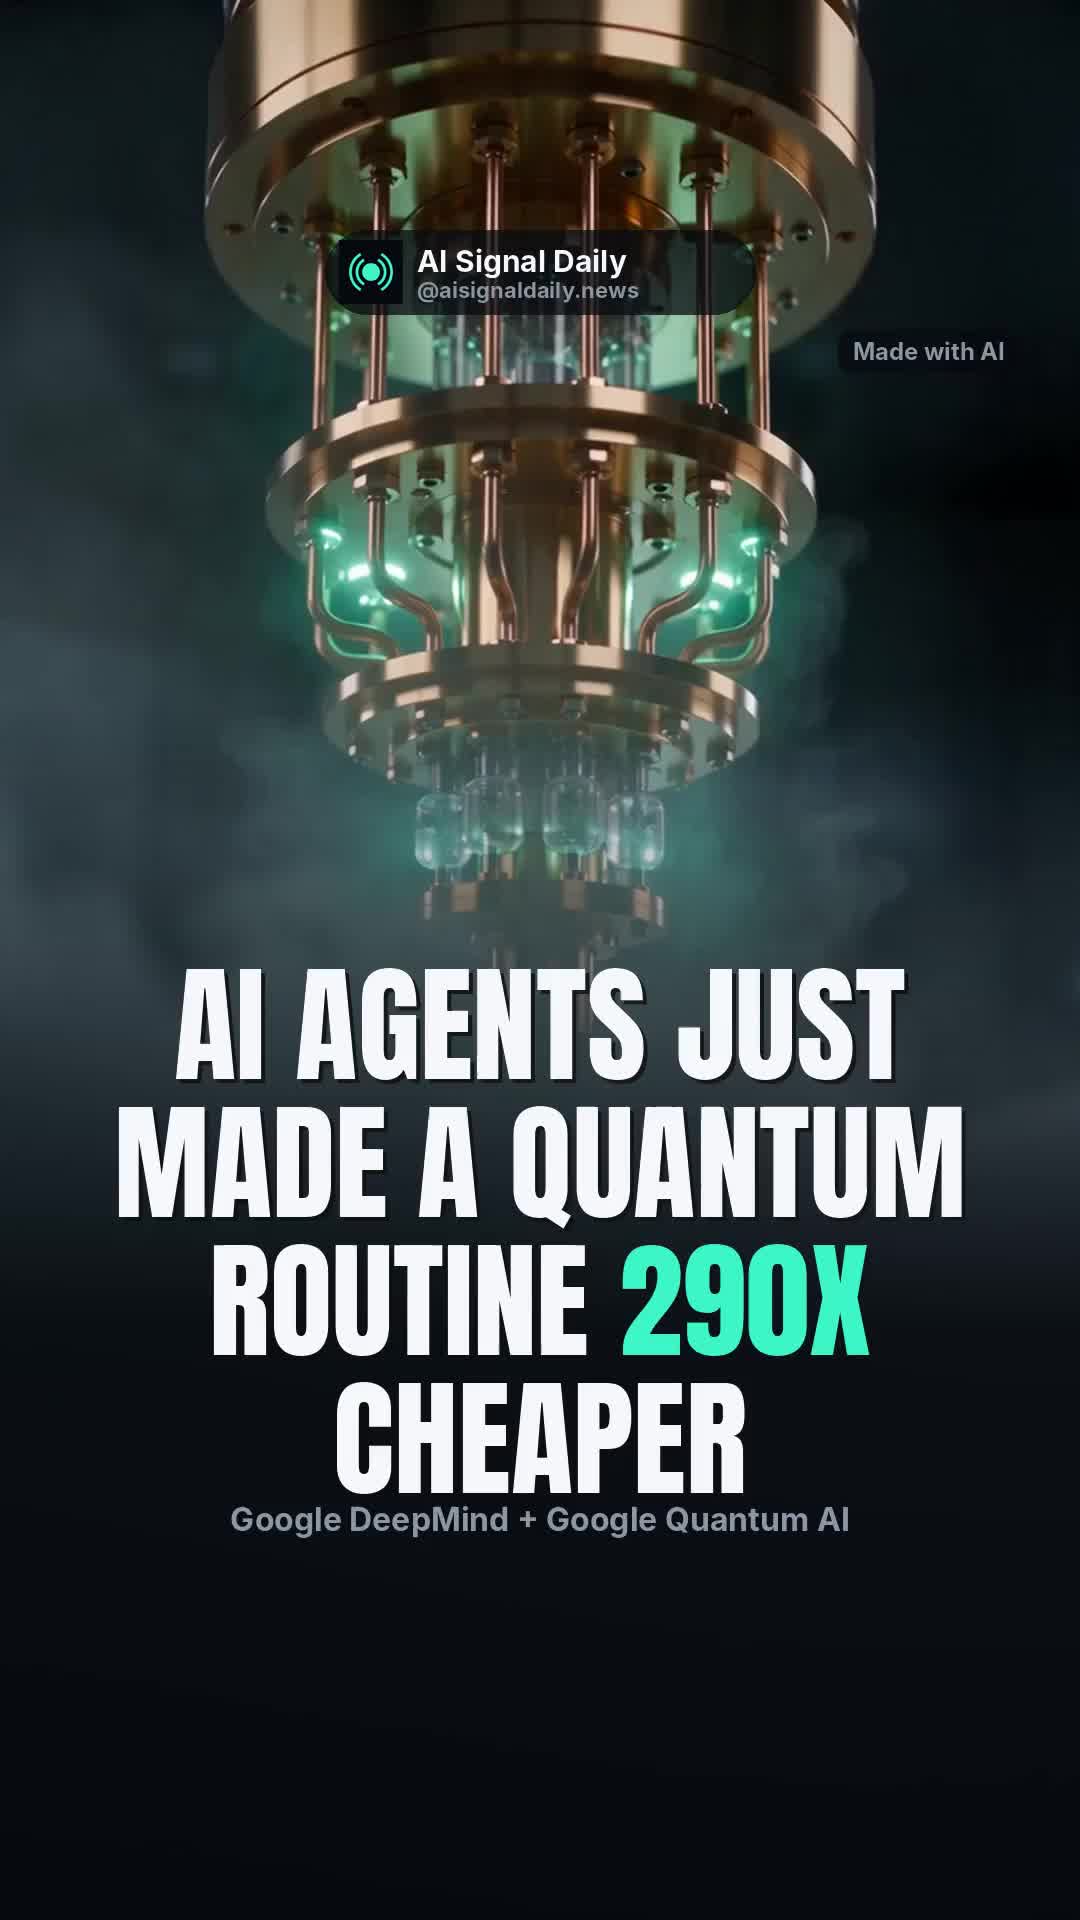 AI Signal Daily
@aisignaldaily.news
Made with AI
AI AGENTS JUST
MADE A QUANTUM
ROUTINE 290X
CHEAPER
Google DeepMind + Google Quantum AI